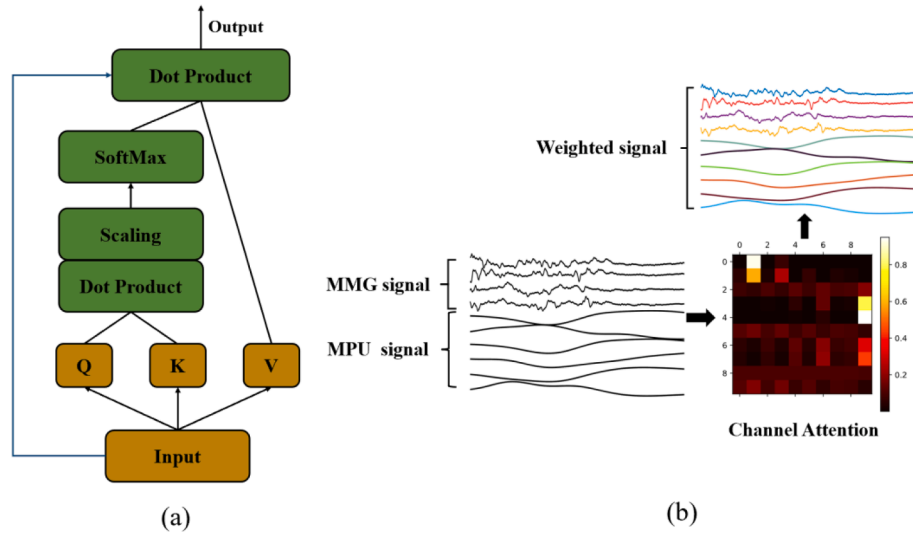 Output
Dot Product
SoftMax
Scaling
Dot Product
Q K V
Input
(a)
Weighted signal
MMG signal
MPU signal
0 2 4 6 8
0
2
4
6
8
0.8
0.6
0.4
0.2
Channel Attention
(b)